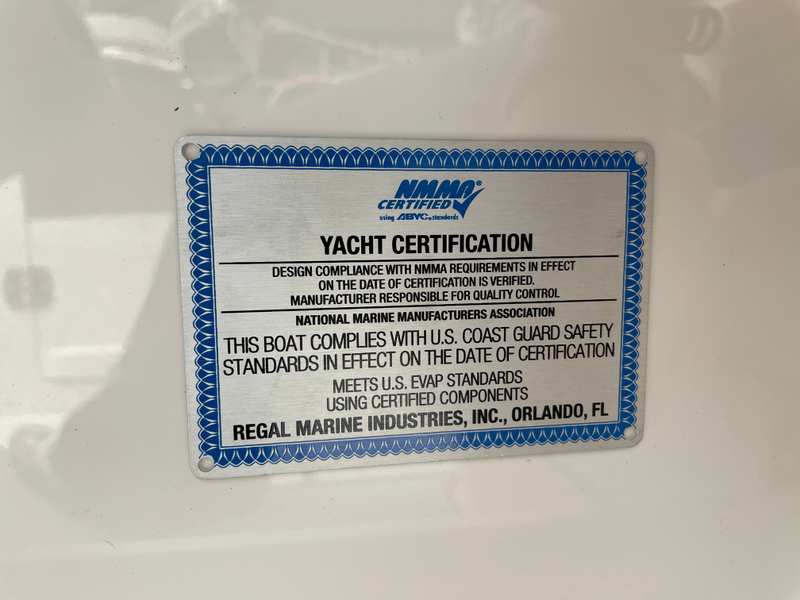 NMMA®
CERTIFIED
using ABYC® standards
YACHT CERTIFICATION
DESIGN COMPLIANCE WITH NMMA REQUIREMENTS IN EFFECT
ON THE DATE OF CERTIFICATION IS VERIFIED.
MANUFACTURER RESPONSIBLE FOR QUALITY CONTROL
NATIONAL MARINE MANUFACTURERS ASSOCIATION
THIS BOAT COMPLIES WITH U.S. COAST GUARD SAFETY
STANDARDS IN EFFECT ON THE DATE OF CERTIFICATION
MEETS U.S. EVAP STANDARDS
USING CERTIFIED COMPONENTS
REGAL MARINE INDUSTRIES, INC., ORLANDO, FL